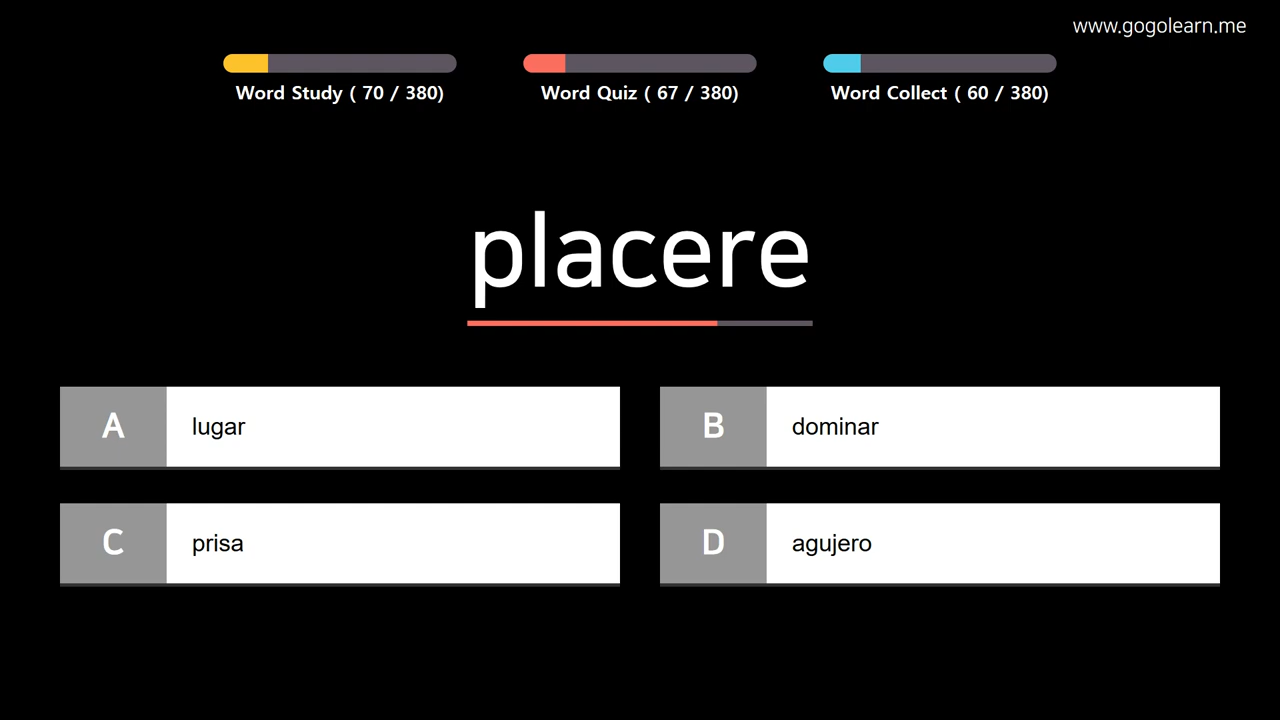 www.gogolearn.me
Word Study ( 70 / 380)
Word Quiz ( 67 / 380)
Word Collect ( 60 / 380)
placere
A lugar
B dominar
C prisa
D agujero